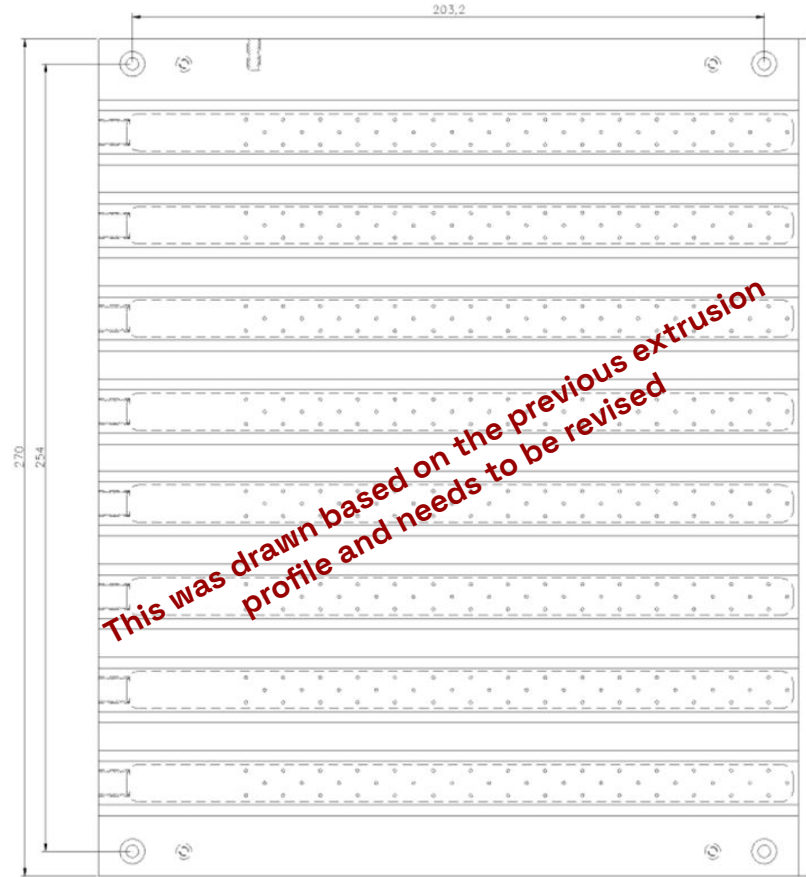 203,2
270
254
This was drawn based on the previous extrusion
profile and needs to be revised